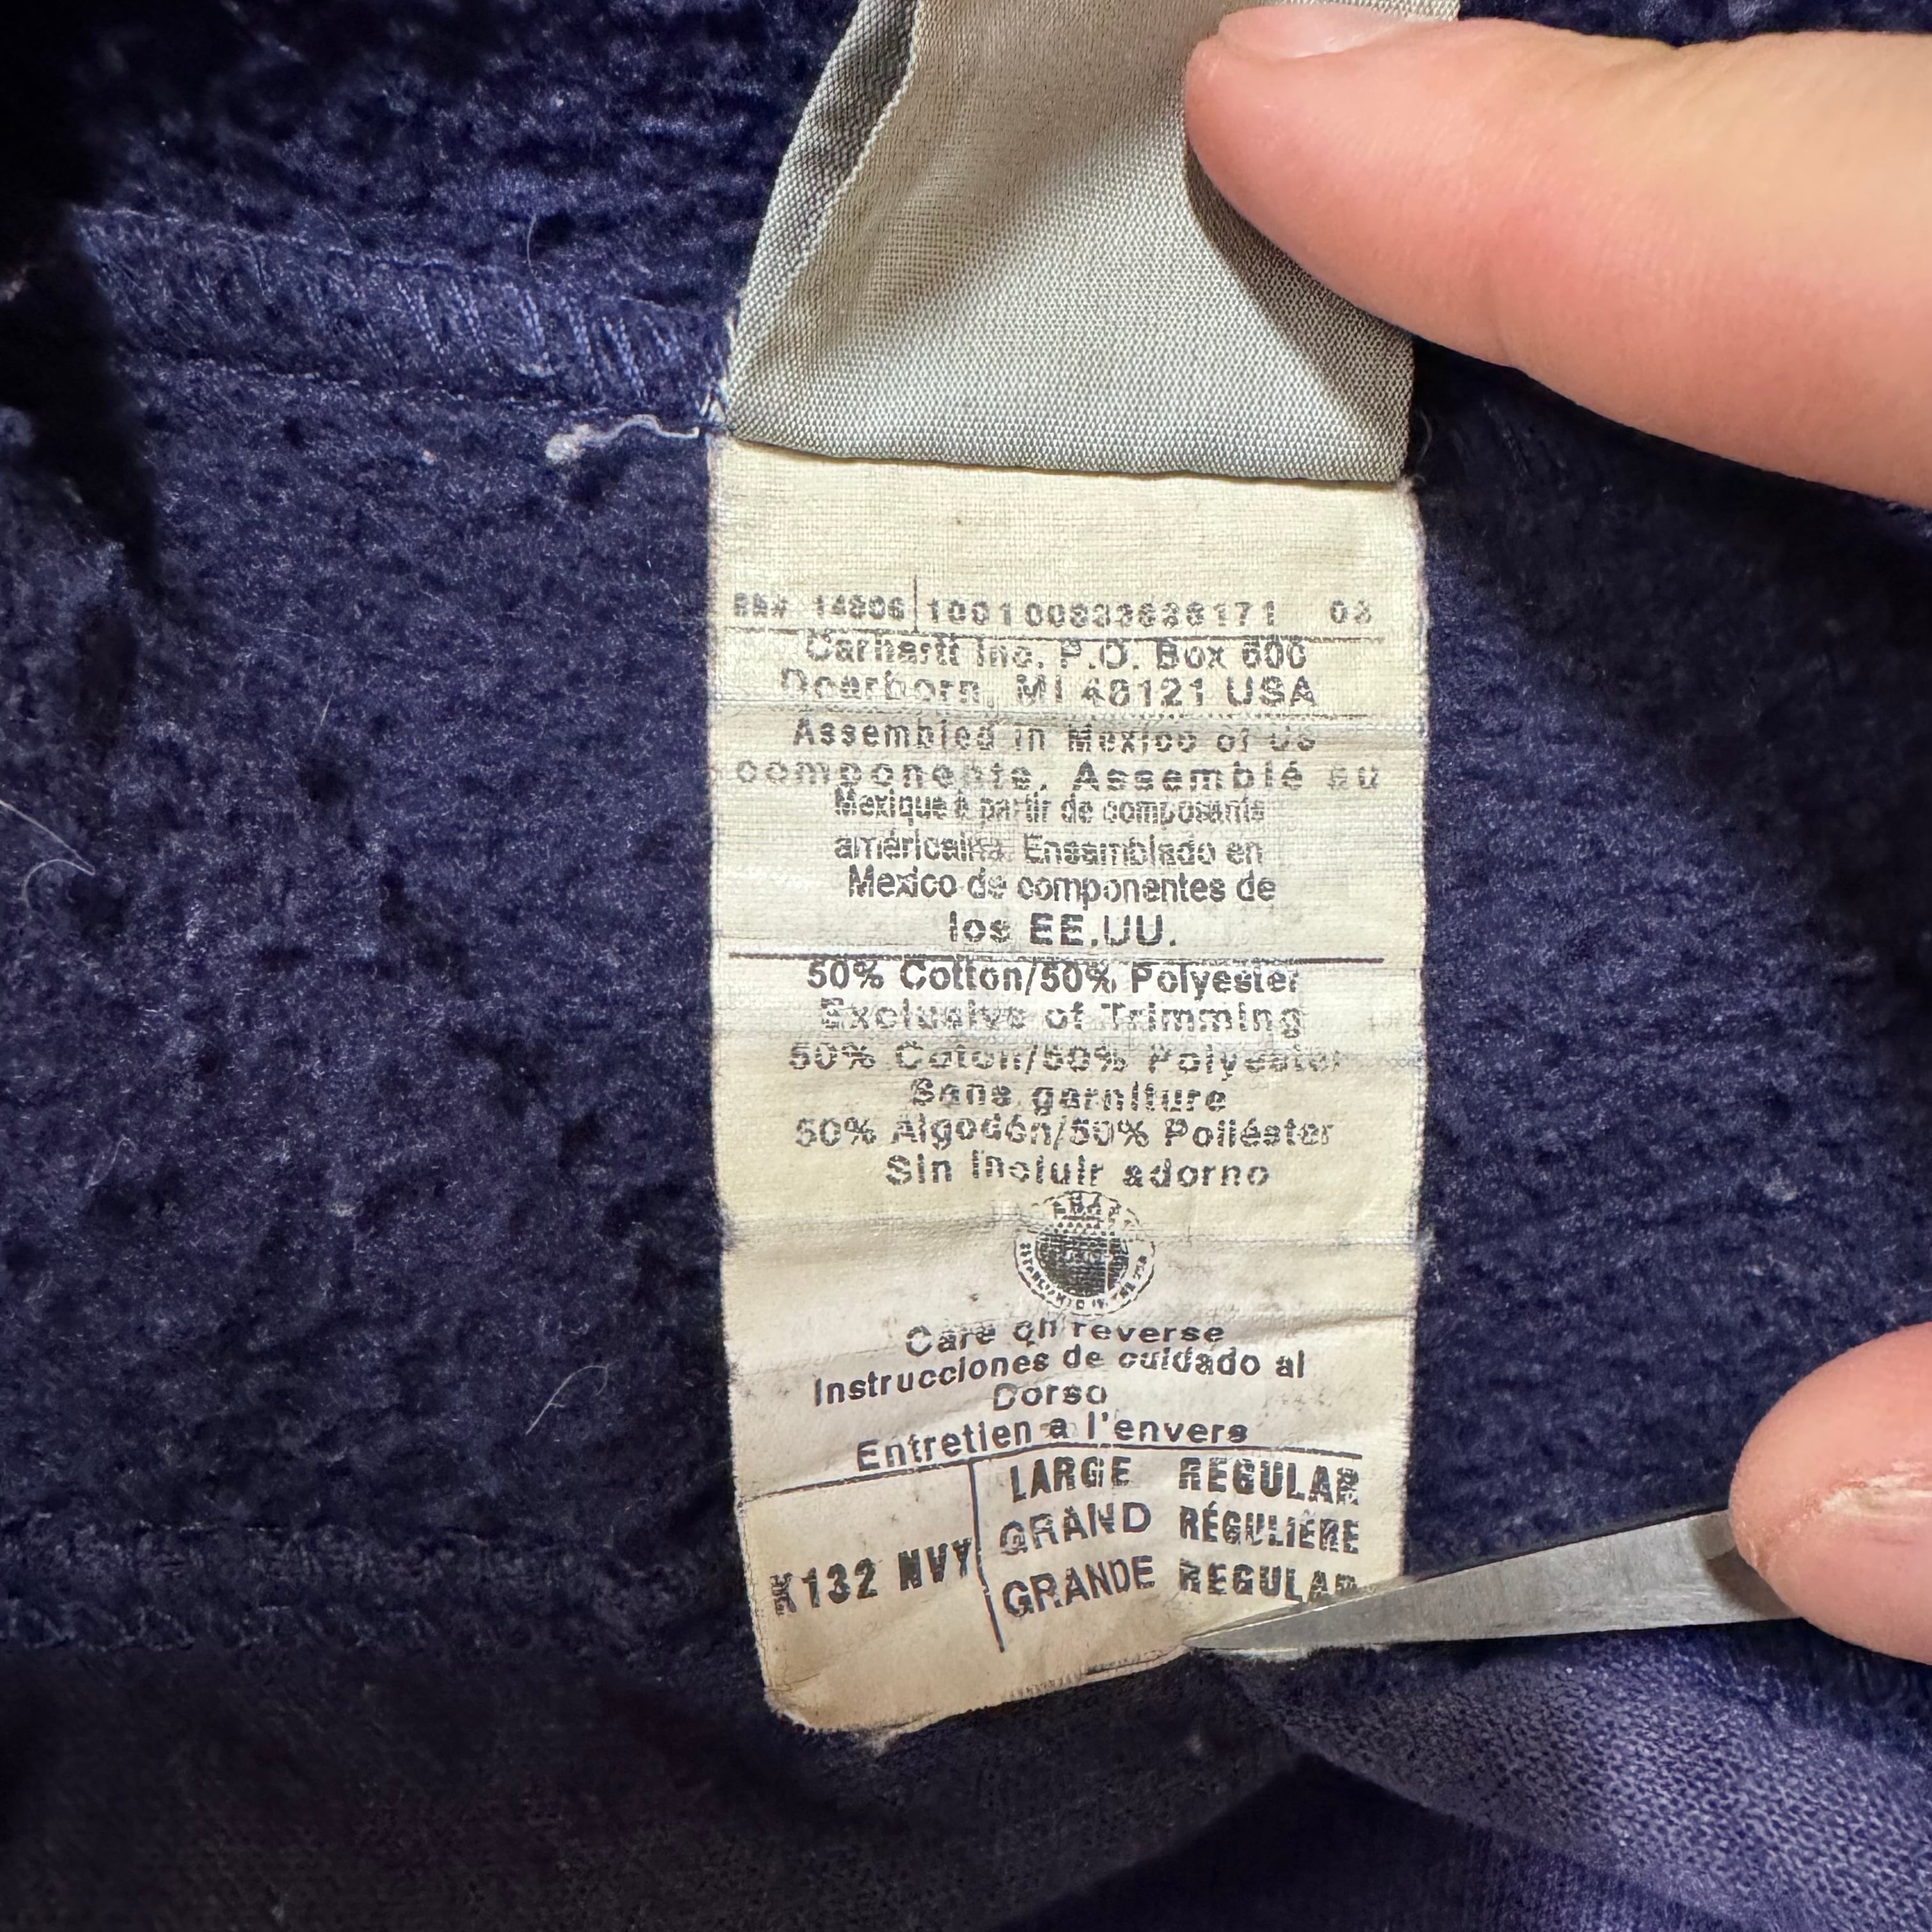 RN# 14806 03
Carhartt Inc. P.O. Box 600
Dearborn, MI 48121 USA
Assembled in Mexico of US
components. Assemblé au
Mexique à partir de composants
américains. Ensamblado en
Mexico de componentes de
los EE.UU.
50% Cotton/50% Polyester
Exclusive of Trimming
50% Coton/50% Polyester
Sans garniture
50% Algodón/50% Poliéster
Sin incluir adorno
Care on reverse
Instrucciones de cuidado al
Dorso
Entretien a l'envers
K132 NVY
LARGE REGULAR
GRAND RÉGULIÈRE
GRANDE REGULAR